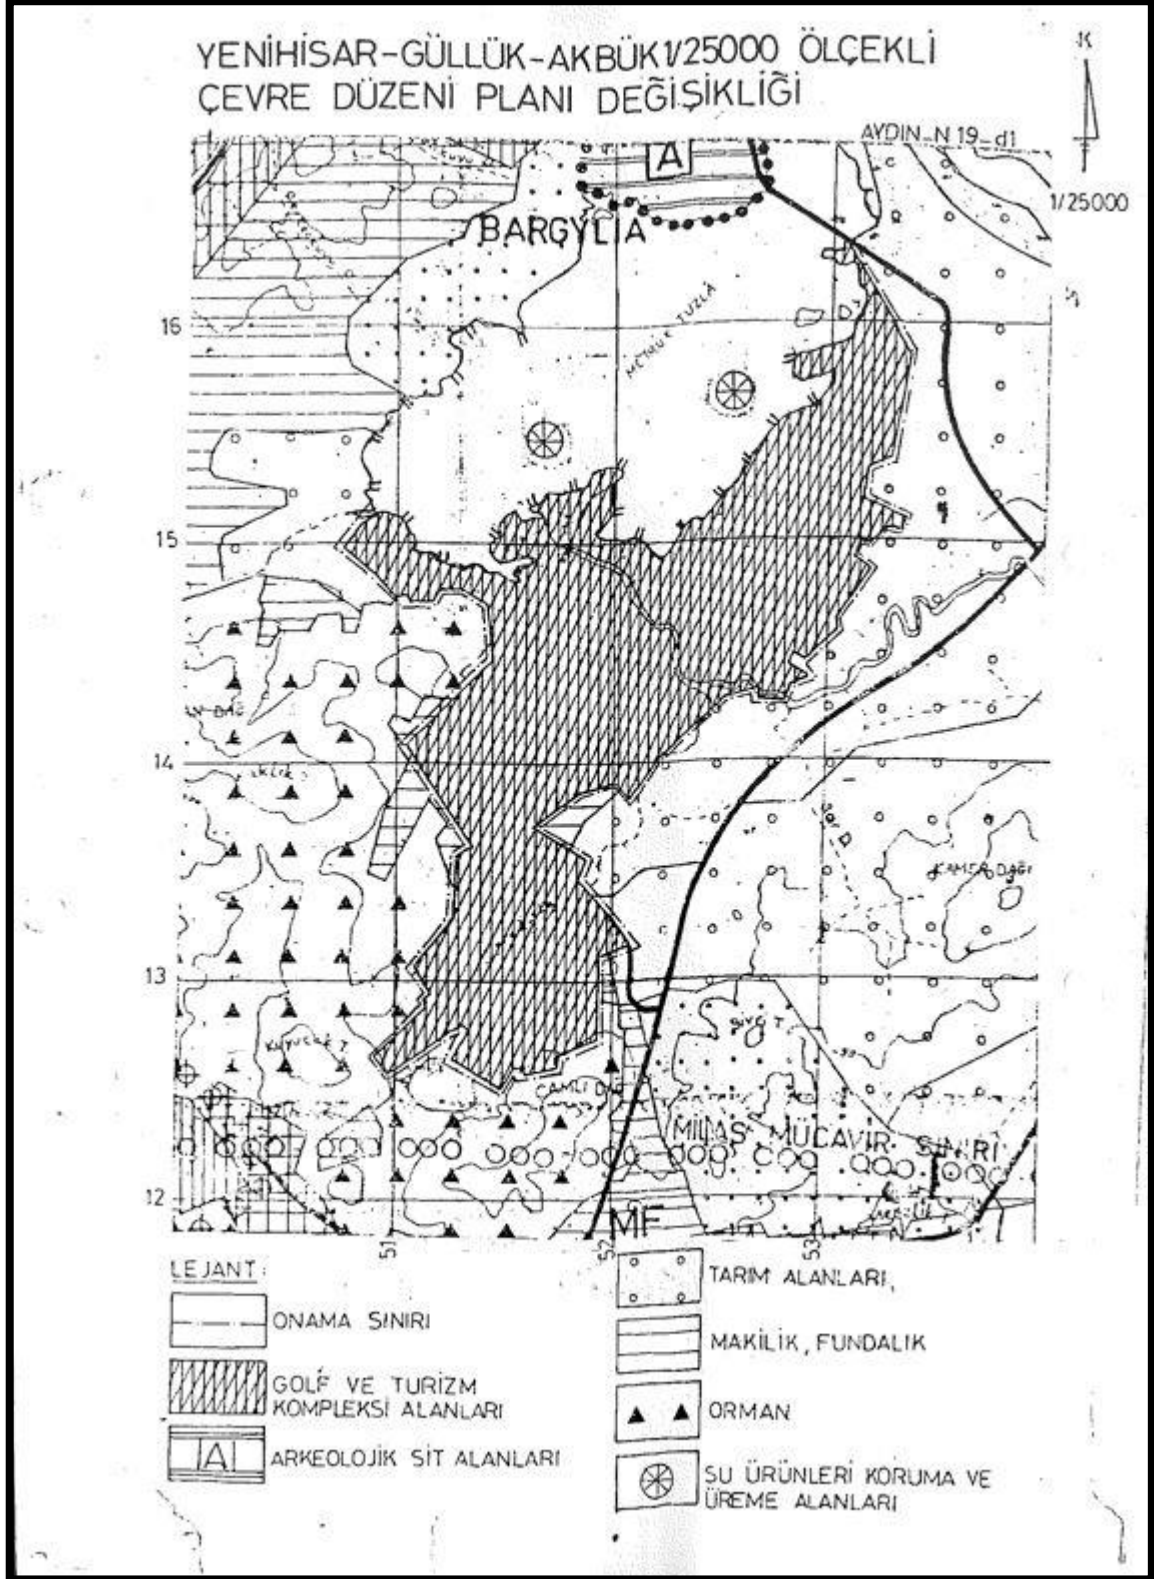 YENİHİSAR-GÜLLÜK-AKBÜK 1/25000 ÖLÇEKLİ
ÇEVRE DÜZENİ PLANI DEĞİŞİKLİĞİ
K
AYDIN-N 19-d1
1/25000
A
BARGYLIA
METRUK TUZLA
16
15
14
KAMER DAĞI
13
ÇAMLI DAĞ
MİLAS MÜCAVİR SINIRI
12
MF
51
52
53
LEJANT:
ONAMA SINIRI
GOLF VE TURİZM
KOMPLEKSİ ALANLARI
A
ARKEOLOJİK SİT ALANLARI
TARIM ALANLARI,
MAKİLİK, FUNDALIK
ORMAN
SU ÜRÜNLERİ KORUMA VE
ÜREME ALANLARI